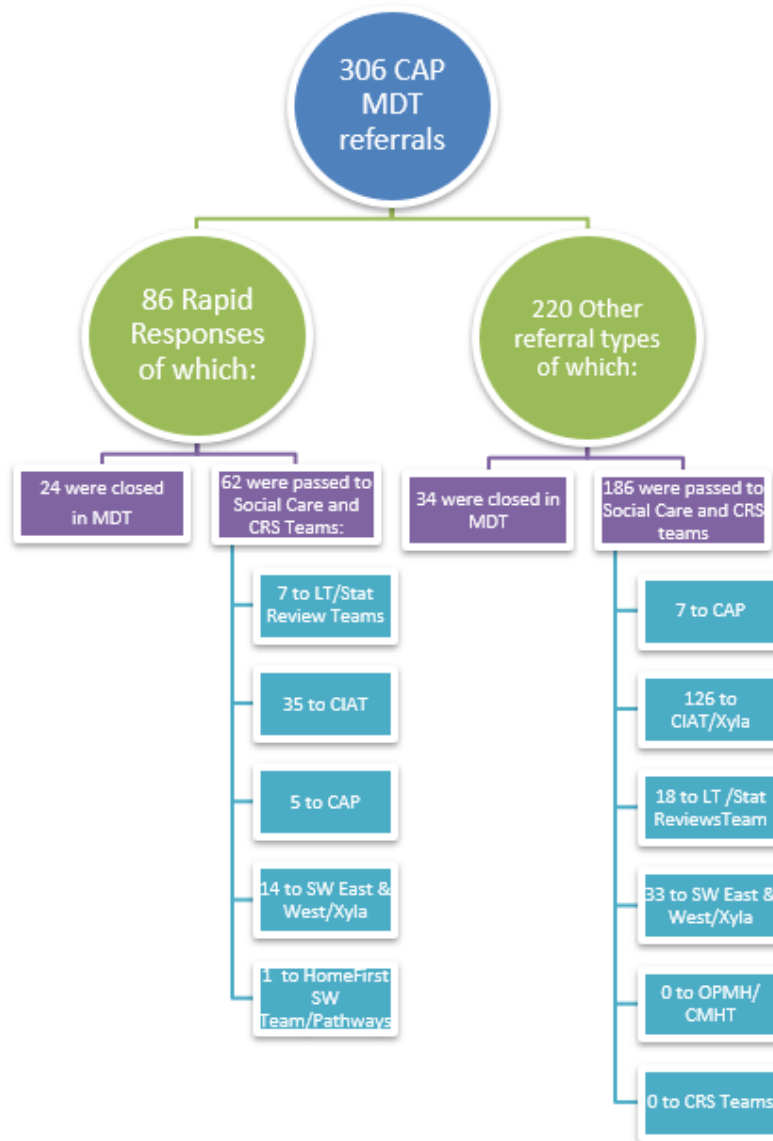 306 CAP
MDT
referrals
86 Rapid
Responses
of which:
220 Other
referral types
of which:
24 were closed
in MDT
62 were passed to
Social Care and
CRS Teams:
34 were closed in
MDT
186 were passed to
Social Care and CRS
teams
7 to LT/Stat
Review Teams
35 to CIAT
5 to CAP
14 to SW East &
West/Xyla
1 to HomeFirst
SW
Team/Pathways
7 to CAP
126 to
CIAT/Xyla
18 to LT /Stat
ReviewsTeam
33 to SW East &
West/Xyla
0 to OPMH/
CMHT
0 to CRS Teams